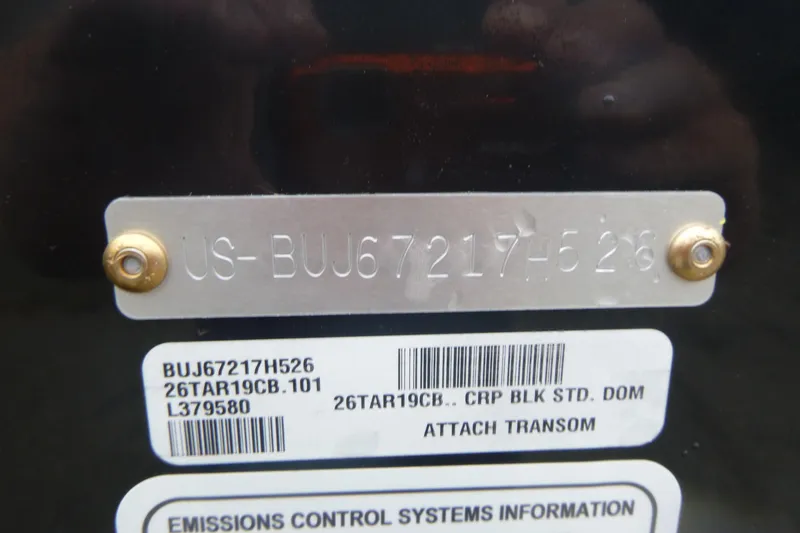 US-BUJ67217H526
BUJ67217H526
26TAR19CB.101
L379580
26TAR19CB.. CRP BLK STD. DOM
ATTACH TRANSOM
EMISSIONS CONTROL SYSTEMS INFORMATION